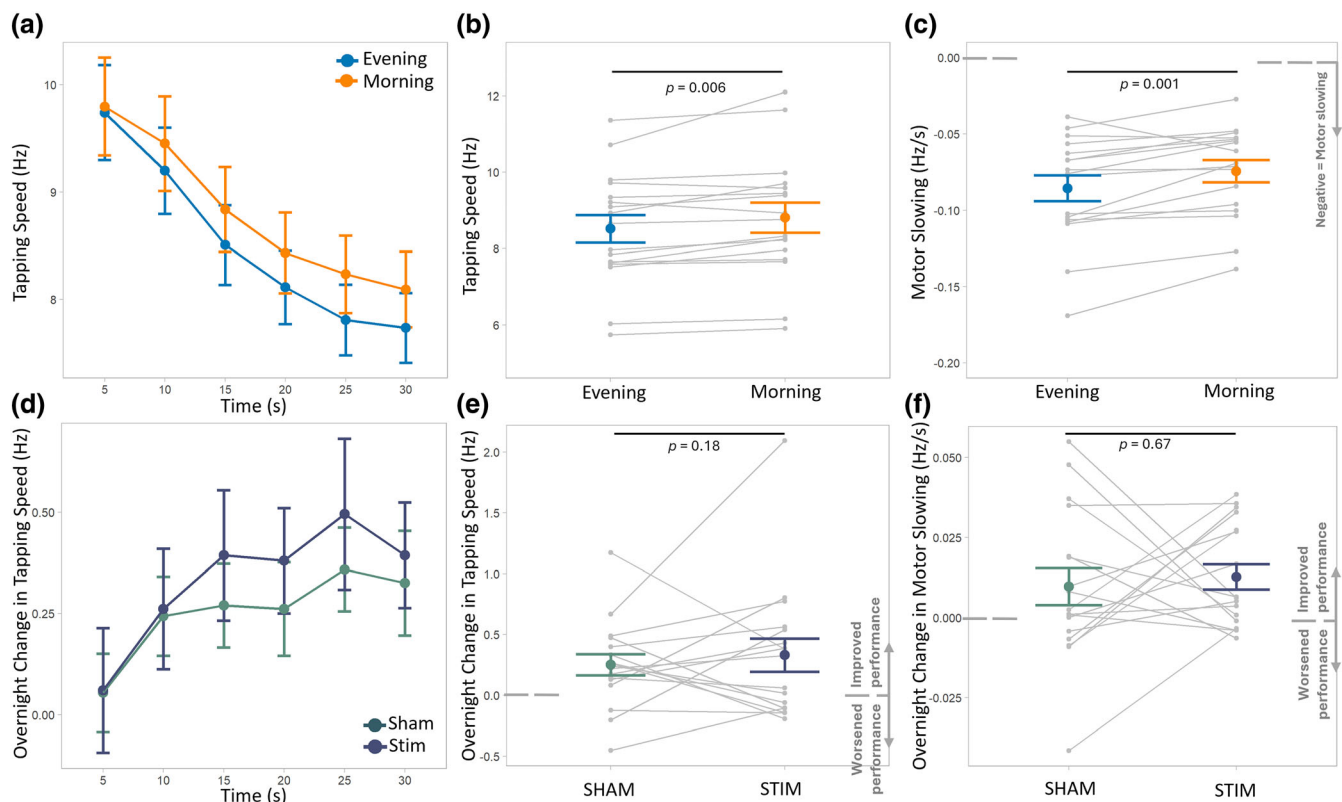 (a)
Tapping Speed (Hz)
10
9
8
Evening
Morning
5
10
15
20
25
30
Time (s)
(b)
Tapping Speed (Hz)
12
10
8
6
p = 0.006
Evening
Morning
(c)
Motor Slowing (Hz/s)
0.00
-0.05
-0.10
-0.15
-0.20
p = 0.001
Negative = Motor slowing
Evening
Morning
(d)
Overnight Change in Tapping Speed (Hz)
0.50
0.25
0.00
Sham
Stim
5
10
15
20
25
30
Time (s)
(e)
Overnight Change in Tapping Speed (Hz)
2.0
1.5
1.0
0.5
0.0
-0.5
p = 0.18
Improved
performance
Worsened
performance
SHAM
STIM
(f)
Overnight Change in Motor Slowing (Hz/s)
0.050
0.025
0.000
-0.025
p = 0.67
Improved
performance
Worsened
performance
SHAM
STIM